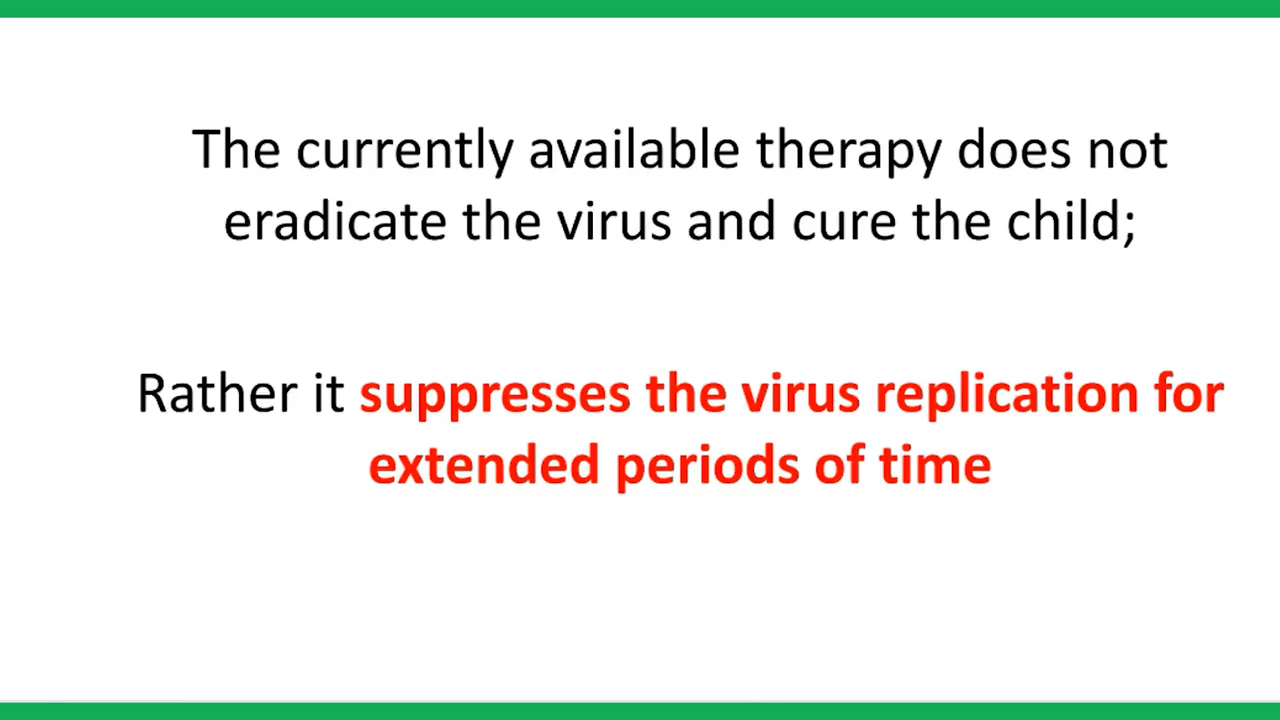 The currently available therapy does not
eradicate the virus and cure the child;
Rather it suppresses the virus replication for
extended periods of time